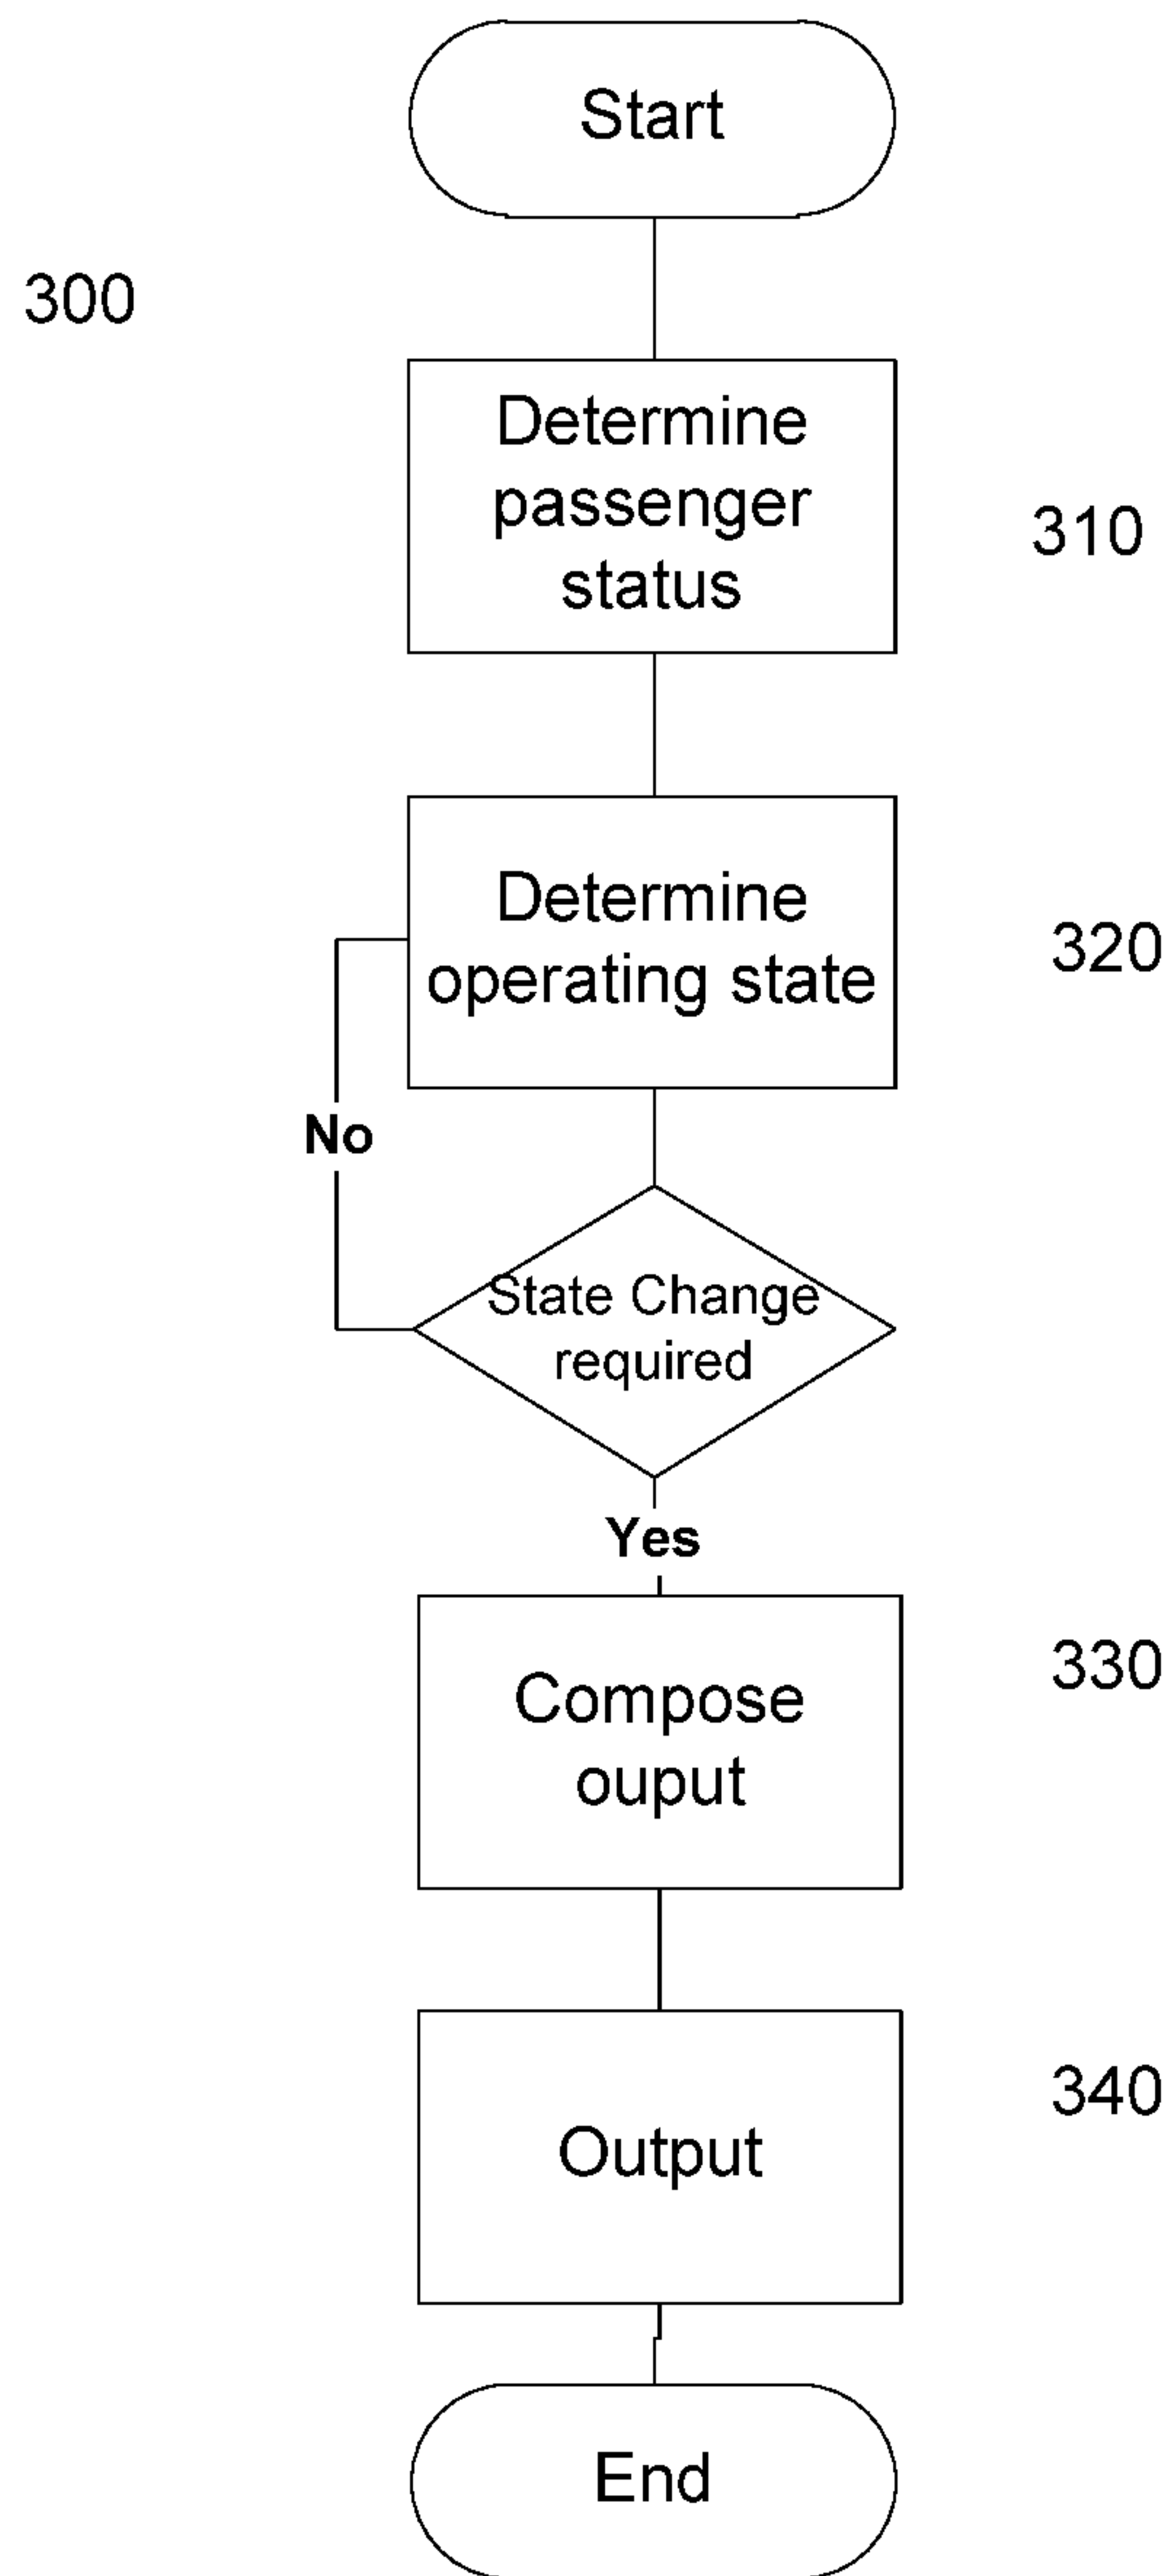 Start
300
Determine
passenger
status
310
Determine
operating state
320
No
State Change
required
Yes
Compose
ouput
330
Output
340
End